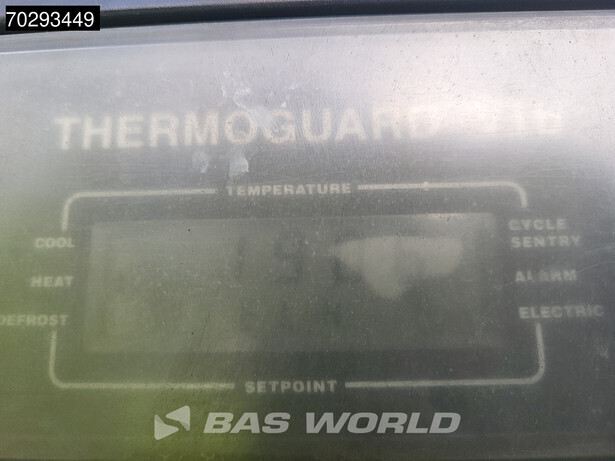 70293449
THERMOGUARD
TEMPERATURE
COOL
CYCLE SENTRY
HEAT
ALARM
DEFROST
ELECTRIC
SETPOINT
BAS WORLD